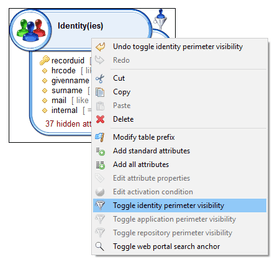 Identity(ies)
recorduid [
hrcode [ lik
givenname
surname [
mail [ like
internal [ =
37 hidden att
Undo toggle identity perimeter visibility
Redo
Cut
Copy
Paste
Delete
Modify table prefix
Add standard attributes
Add all attributes
Edit attribute properties
Edit activation condition
Toggle identity perimeter visibility
Toggle application perimeter visibility
Toggle repository perimeter visibility
Toggle web portal search anchor